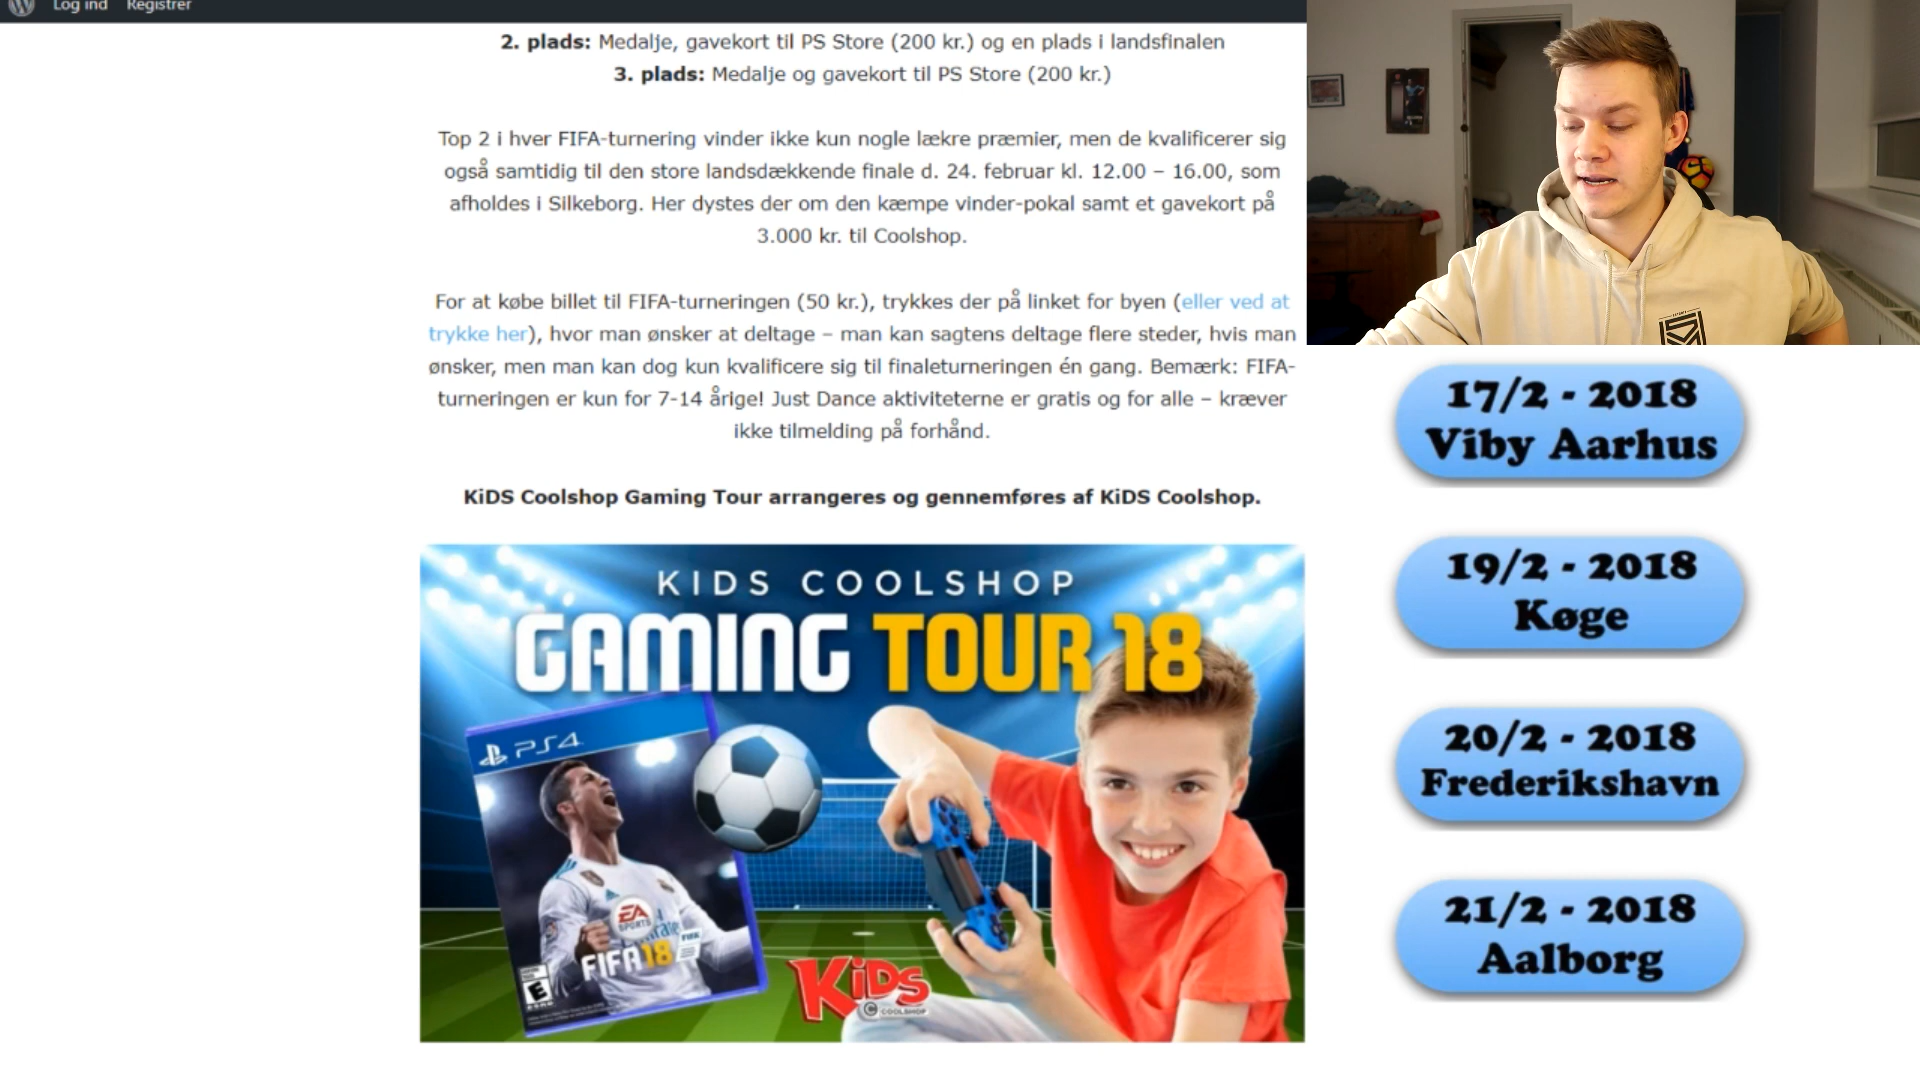 Log ind Registrer
2. plads: Medalje, gavekort til PS Store (200 kr.) og en plads i landsfinalen
3. plads: Medalje og gavekort til PS Store (200 kr.)
Top 2 i hver FIFA-turnering vinder ikke kun nogle lækre præmier, men de kvalificerer sig
også samtidig til den store landsdækkende finale d. 24. februar kl. 12.00 – 16.00, som
afholdes i Silkeborg. Her dystes der om den kæmpe vinder-pokal samt et gavekort på
3.000 kr. til Coolshop.
For at købe billet til FIFA-turneringen (50 kr.), trykkes der på linket for byen (eller ved at
trykke her), hvor man ønsker at deltage – man kan sagtens deltage flere steder, hvis man
ønsker, men man kan dog kun kvalificere sig til finaleturneringen én gang. Bemærk: FIFA-
turneringen er kun for 7-14 årige! Just Dance aktiviteterne er gratis og for alle – kræver
ikke tilmelding på forhånd.
KiDS Coolshop Gaming Tour arrangeres og gennemføres af KiDS Coolshop.
KIDS COOLSHOP
GAMING TOUR 18
PS4
EA
SPORTS
FIFA 18
E
KiDS
COOLSHOP
17/2 - 2018
Viby Aarhus
19/2 - 2018
Køge
20/2 - 2018
Frederikshavn
21/2 - 2018
Aalborg